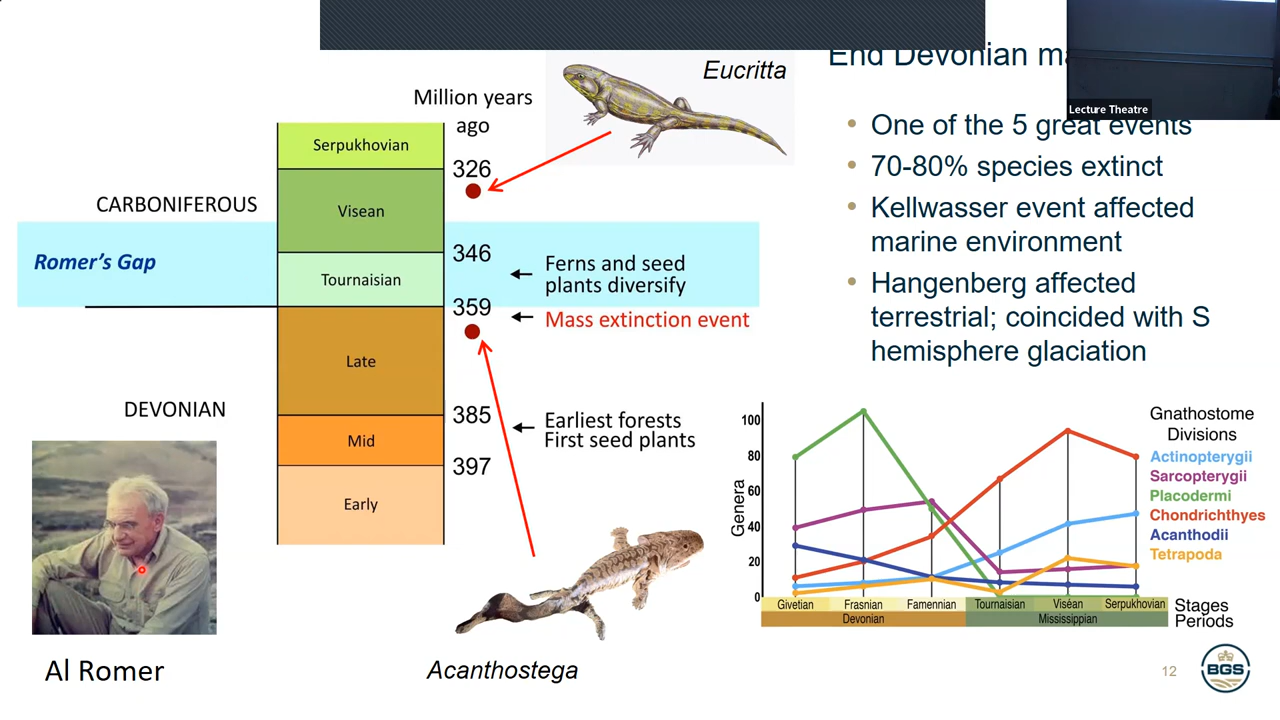 End Devonian
Lecture Theatre
One of the 5 great events
70-80% species extinct
Kellwasser event affected
marine environment
Hangenberg affected
terrestrial; coincided with S
hemisphere glaciation
Eucritta
Million years
ago
Serpukhovian
326
CARBONIFEROUS
Visean
346
Romer's Gap
Tournaisian
Ferns and seed
plants diversify
359
Mass extinction event
Late
DEVONIAN
385
Earliest forests
First seed plants
Mid
397
Early
Al Romer
Acanthostega
Gnathostome
Divisions
Actinopterygii
Sarcopterygii
Placodermi
Chondrichthyes
Acanthodii
Tetrapoda
Genera
100
80
60
40
20
0
Givetian Frasnian Famennian Tournaisian Viséan Serpukhovian Stages
Devonian Mississippian Periods
12
BGS